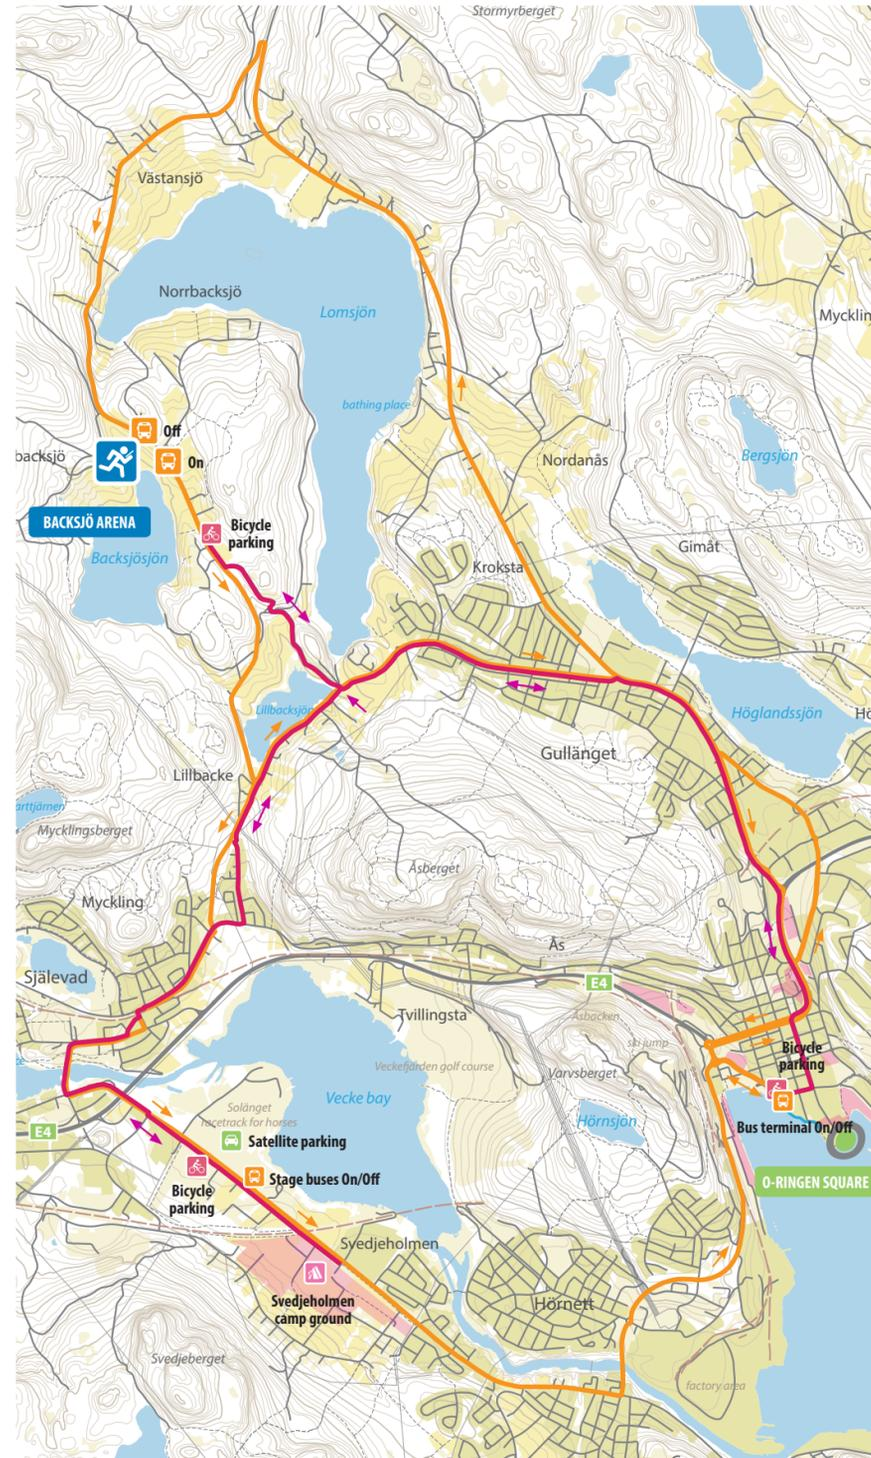 Stormyrberget
Västansjö
Norrbacksjö
Lomsjön
Mycklin
bathing place
Off
On
backsjö
Nordanås
Bergsjön
BACKSJÖ ARENA
Bicycle
parking
Backsjösjön
Gimåt
Kroksta
Lillbacksjön
Höglandssjön
Hö
Gullänget
Lillbacke
arttjärnen
Mycklingsberget
Åsberget
Myckling
Ås
Själevad
E4
Tvillingsta
Åsbacken
ski jump
Bicycle
parking
Veckefjärden golf course
Varvsberget
Vecke bay
Solänget
racetrack for horses
Hörnsjön
E4
Satellite parking
Bus terminal On/Off
Stage buses On/Off
Bicycle
parking
O-RINGEN SQUARE
Svedjeholmen
Svedjeholmen
camp ground
Hörnett
Svedjeberget
factory area